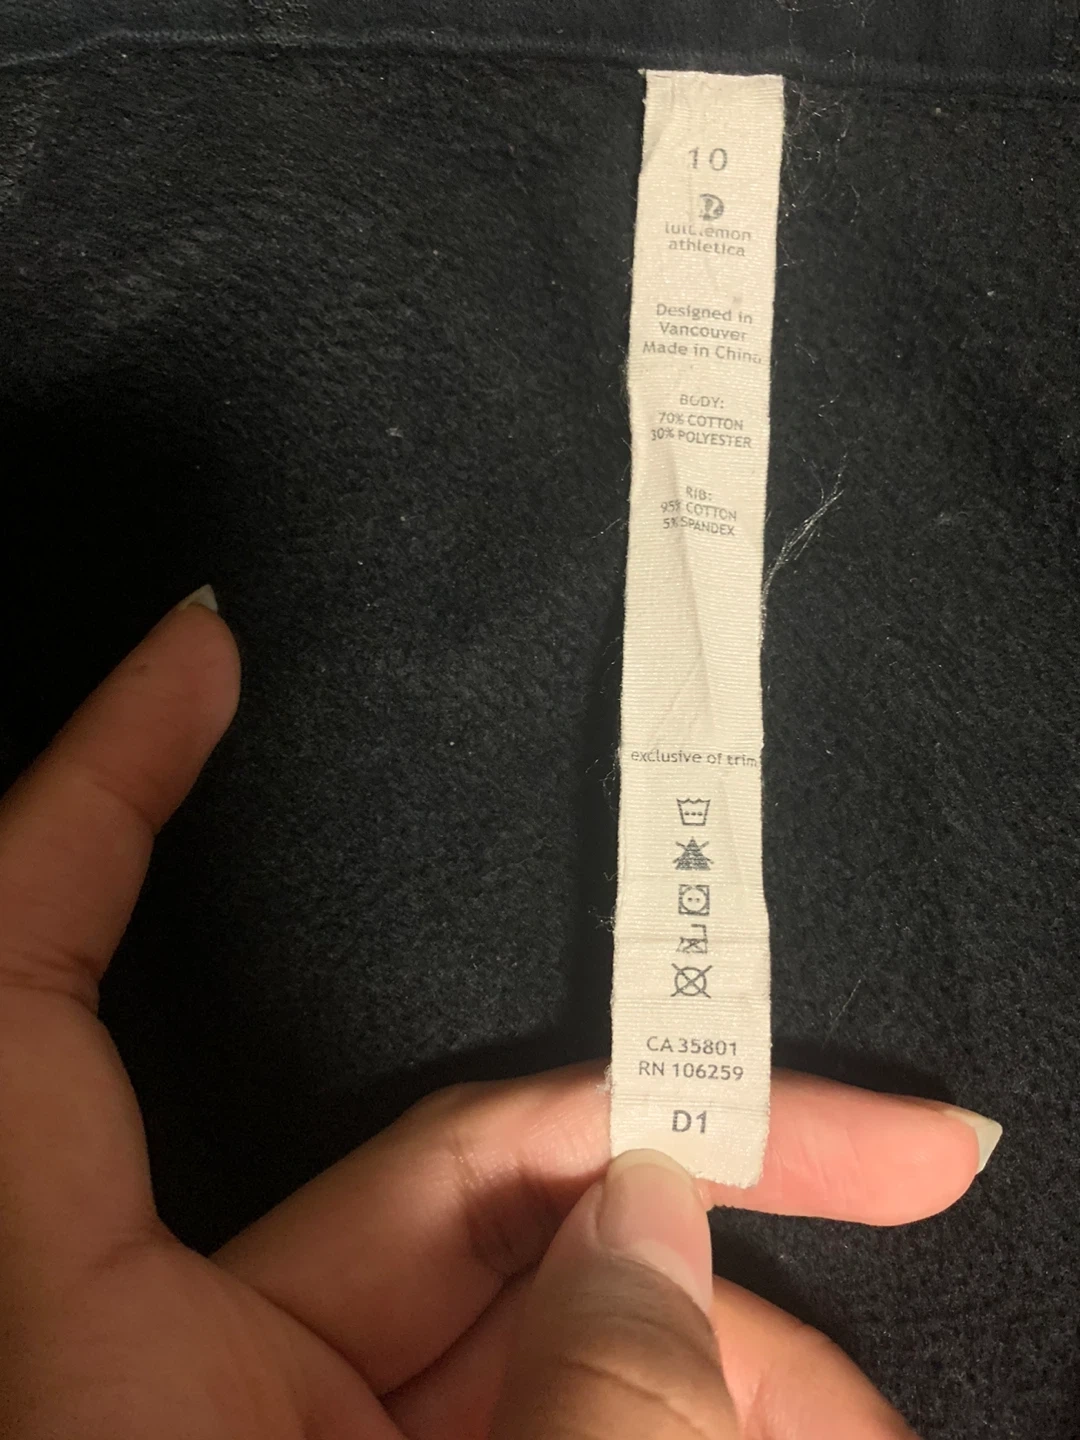 10
lululemon
athletica
Designed in
Vancouver
Made in China
BODY:
70% COTTON
30% POLYESTER
RIB:
95% COTTON
5% SPANDEX
exclusive of trim
CA 35801
RN 106259
D1